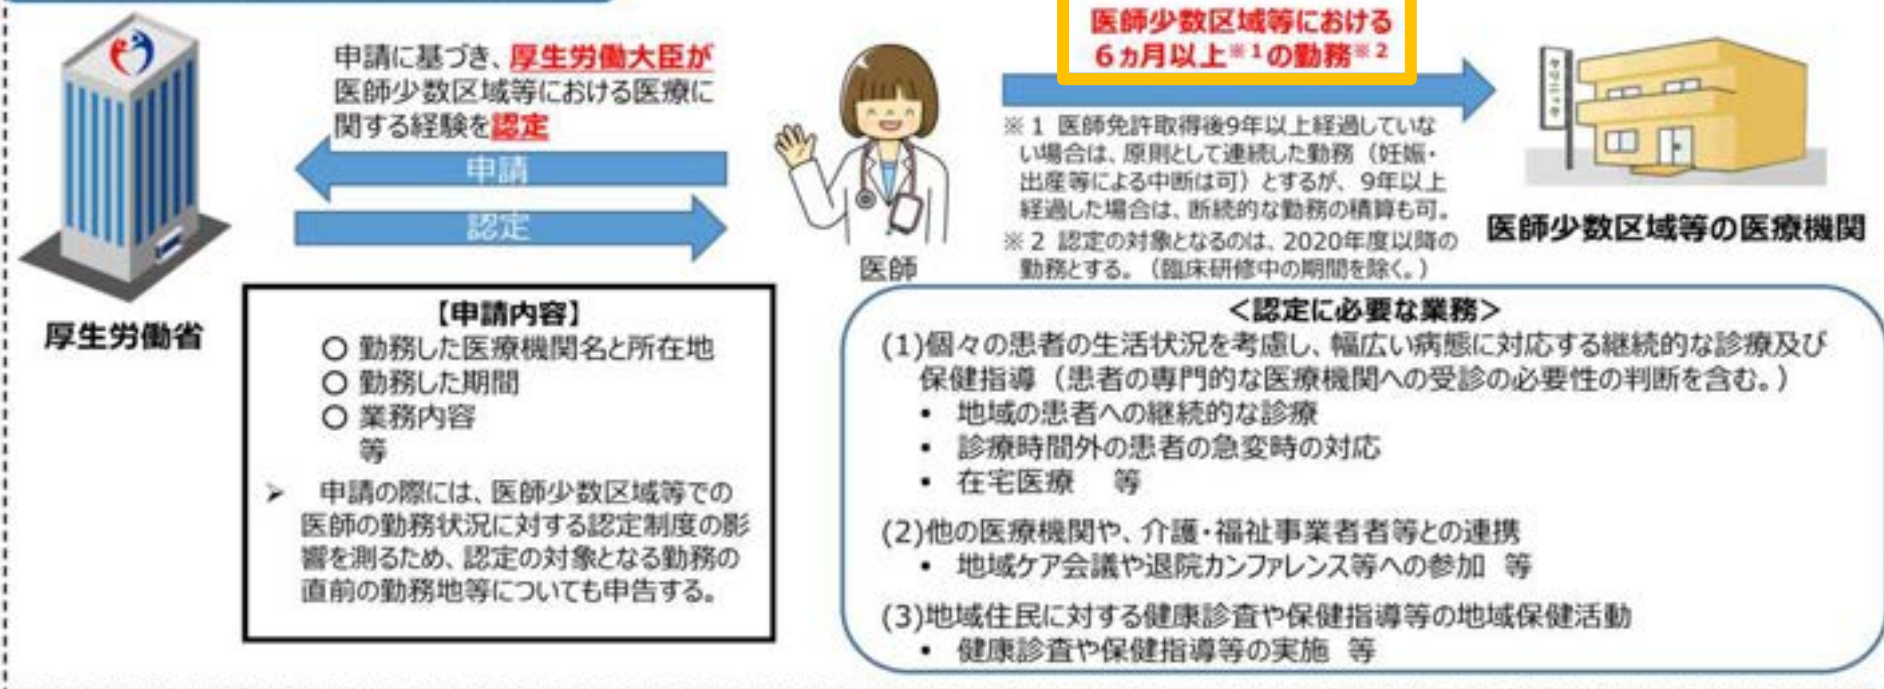 申請に基づき、厚生労働大臣が
医師少数区域等における医療に
関する経験を認定
申請
認定
厚生労働省
医師
医師少数区域等における
6ヵ月以上※1の勤務※2
※1 医師免許取得後9年以上経過していな
い場合は、原則として連続した勤務（妊娠・
出産等による中断は可）とするが、9年以上
経過した場合は、断続的な勤務の積算も可。
※2 認定の対象となるのは、2020年度以降の
勤務とする。（臨床研修中の期間を除く。）
クリニック
医師少数区域等の医療機関
【申請内容】
○ 勤務した医療機関名と所在地
○ 勤務した期間
○ 業務内容
等
➢ 申請の際には、医師少数区域等での
医師の勤務状況に対する認定制度の影
響を測るため、認定の対象となる勤務の
直前の勤務地等についても申告する。
＜認定に必要な業務＞
(1)個々の患者の生活状況を考慮し、幅広い病態に対応する継続的な診療及び
保健指導（患者の専門的な医療機関への受診の必要性の判断を含む。）
• 地域の患者への継続的な診療
• 診療時間外の患者の急変時の対応
• 在宅医療 等
(2)他の医療機関や、介護・福祉事業者者等との連携
• 地域ケア会議や退院カンファレンス等への参加 等
(3)地域住民に対する健康診査や保健指導等の地域保健活動
• 健康診査や保健指導等の実施 等